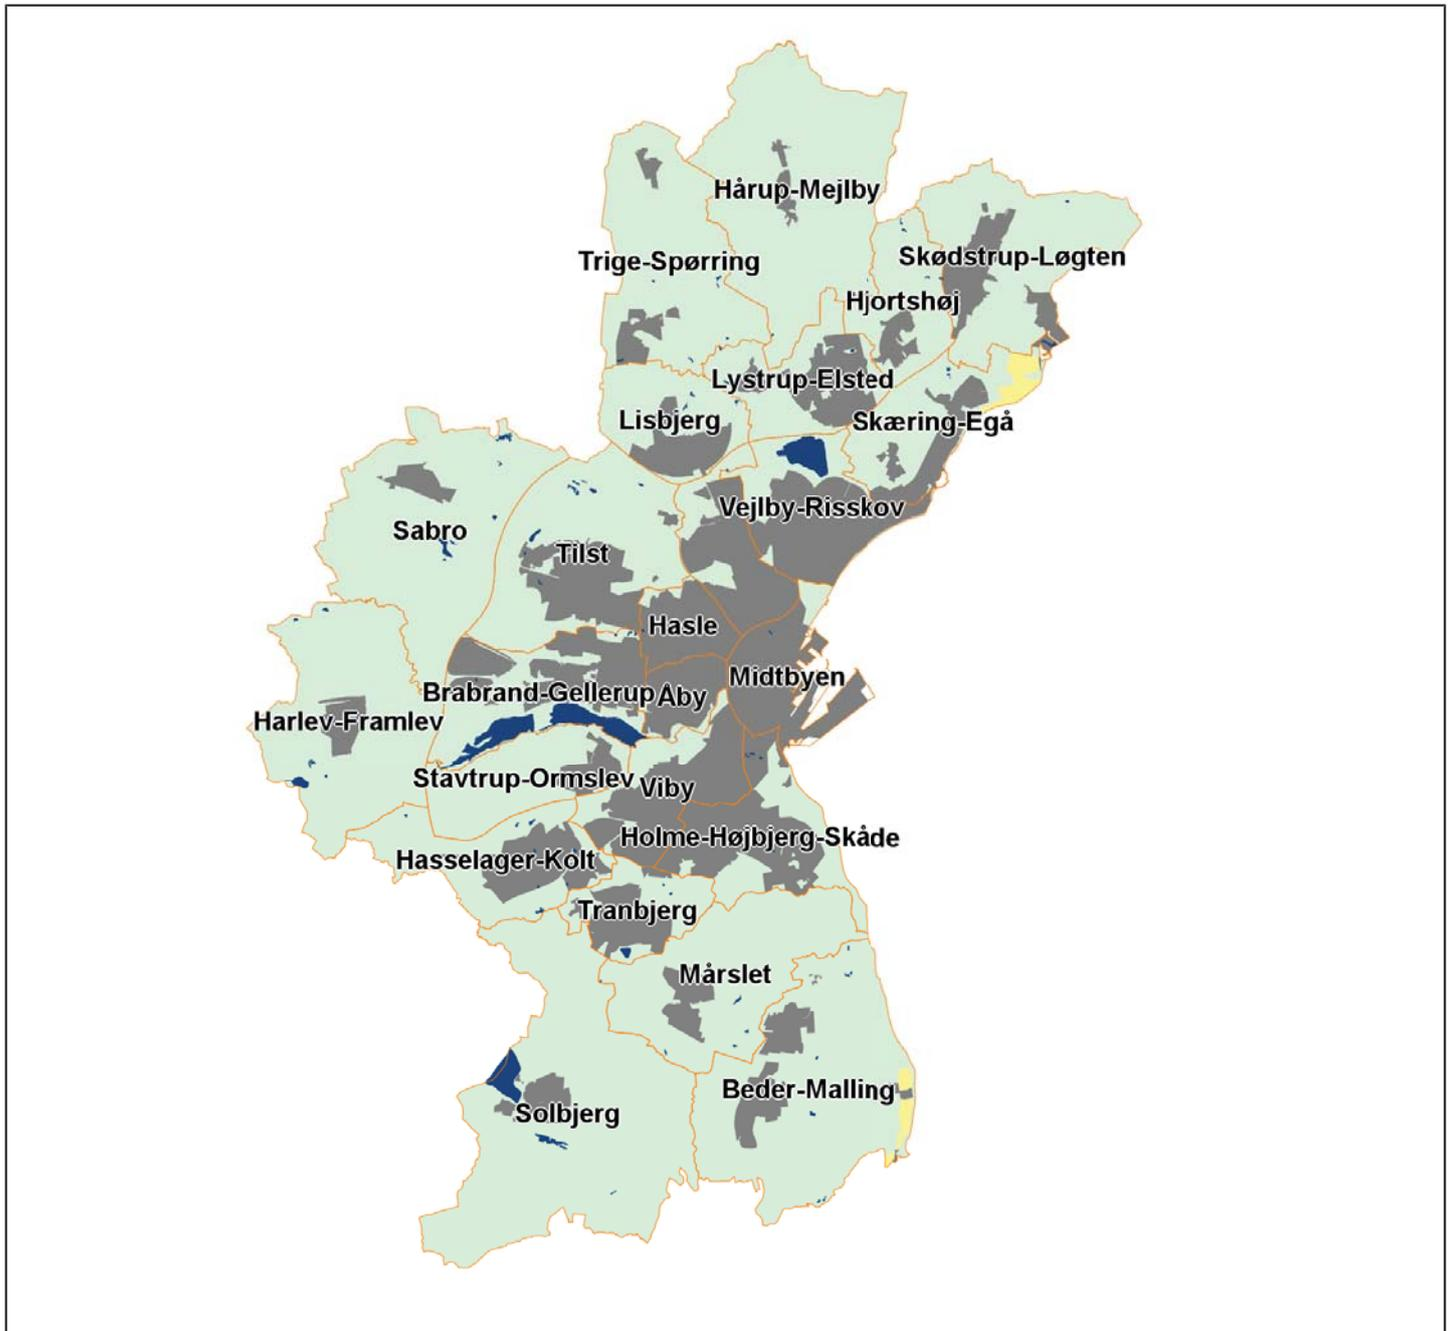 Hårup-Mejlby
Trige-Spørring
Skødstrup-Løgten
Hjortshøj
Lystrup-Elsted
Lisbjerg
Skæring-Egå
Vejlby-Risskov
Sabro
Tilst
Hasle
Midtbyen
Brabrand-Gellerup
Åby
Harlev-Framlev
Stavtrup-Ormslev
Viby
Holme-Højbjerg-Skåde
Hasselager-Kolt
Tranbjerg
Mårslet
Beder-Malling
Solbjerg